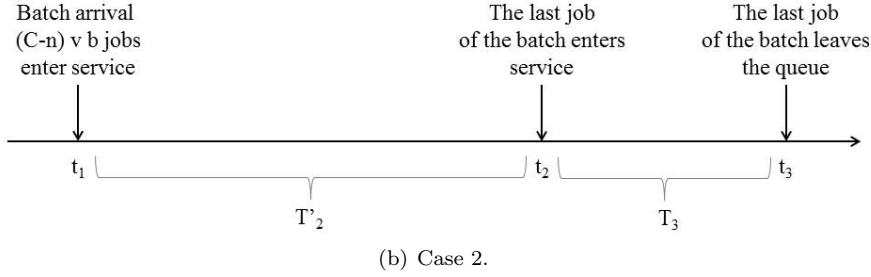 Batch arrival
(C-n) v b jobs
enter service
The last job
of the batch enters
service
The last job
of the batch leaves
the queue
t1 t2 t3
T’2 T3
(b) Case 2.